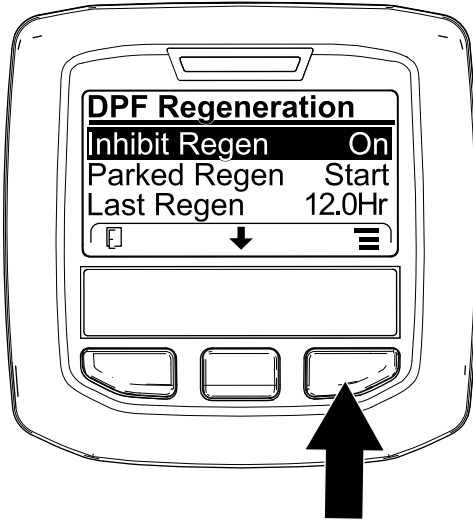 DPF Regeneration
Inhibit Regen On
Parked Regen Start
Last Regen 12.0Hr